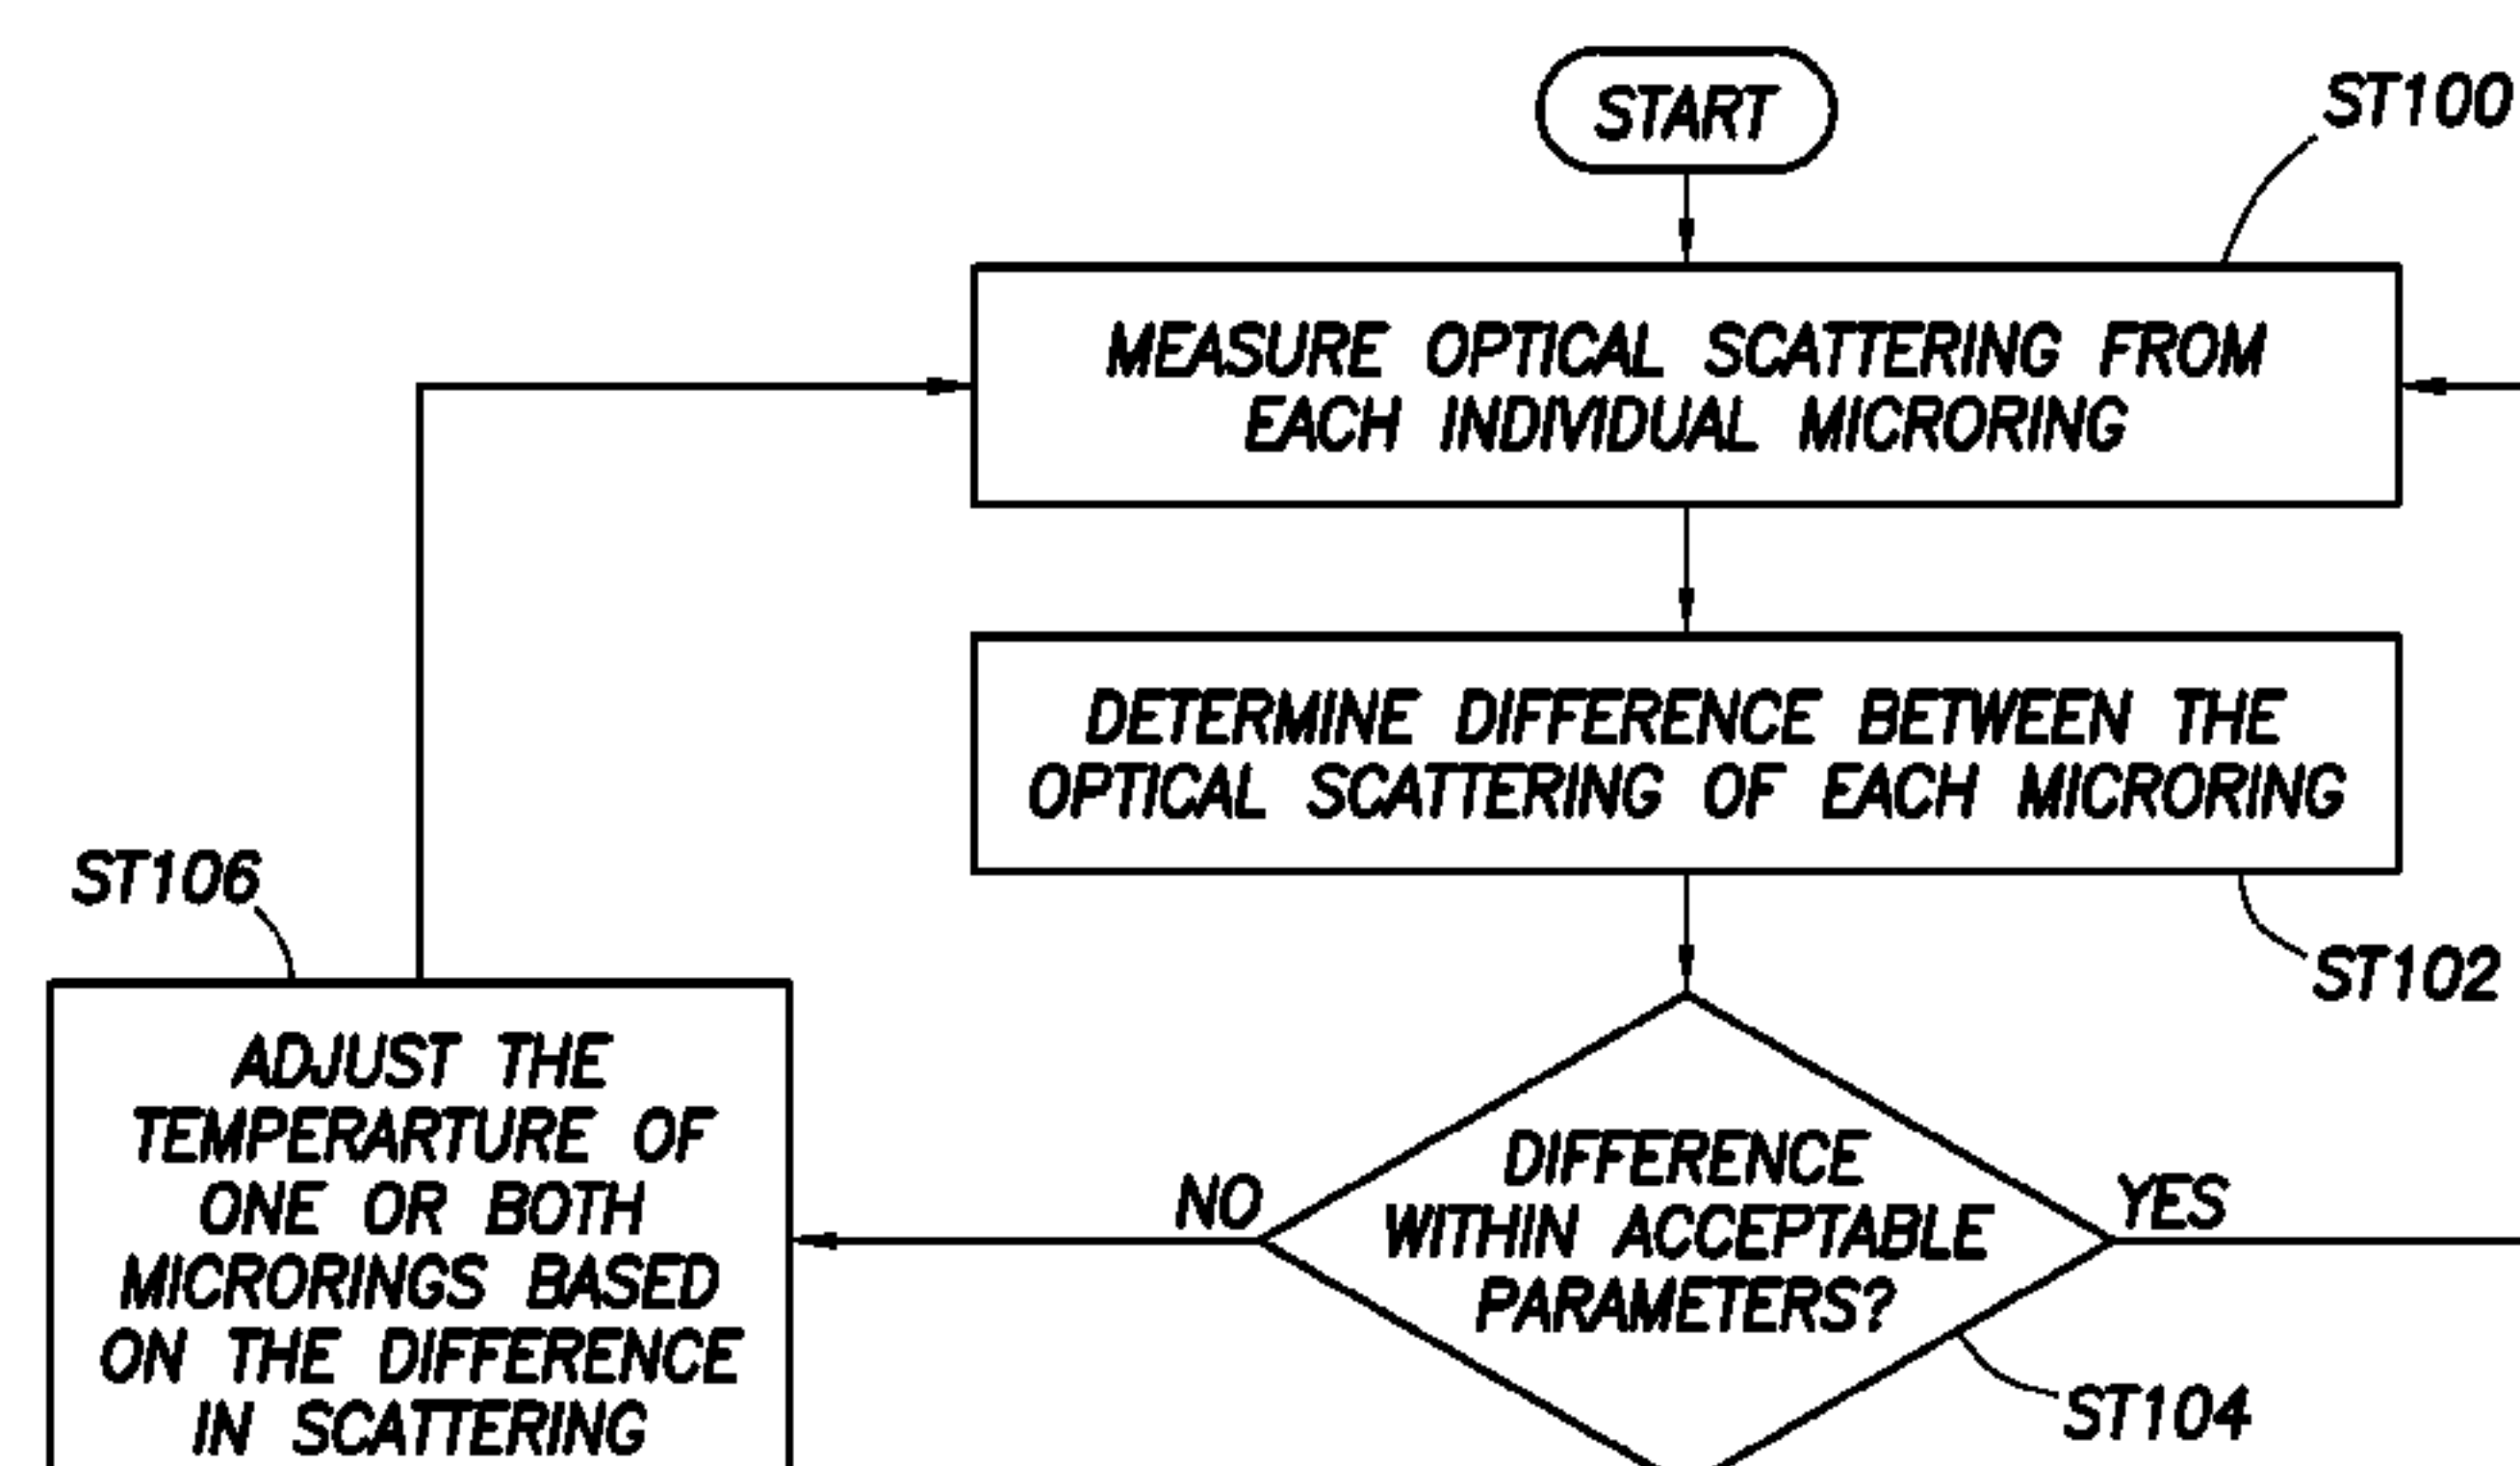 START
ST100
MEASURE OPTICAL SCATTERING FROM
EACH INDIVIDUAL MICRORING
DETERMINE DIFFERENCE BETWEEN THE
OPTICAL SCATTERING OF EACH MICRORING
ST102
ST106
ADJUST THE
TEMPERARTURE OF
ONE OR BOTH
MICRORINGS BASED
ON THE DIFFERENCE
IN SCATTERING
NO
DIFFERENCE
WITHIN ACCEPTABLE
PARAMETERS?
YES
ST104